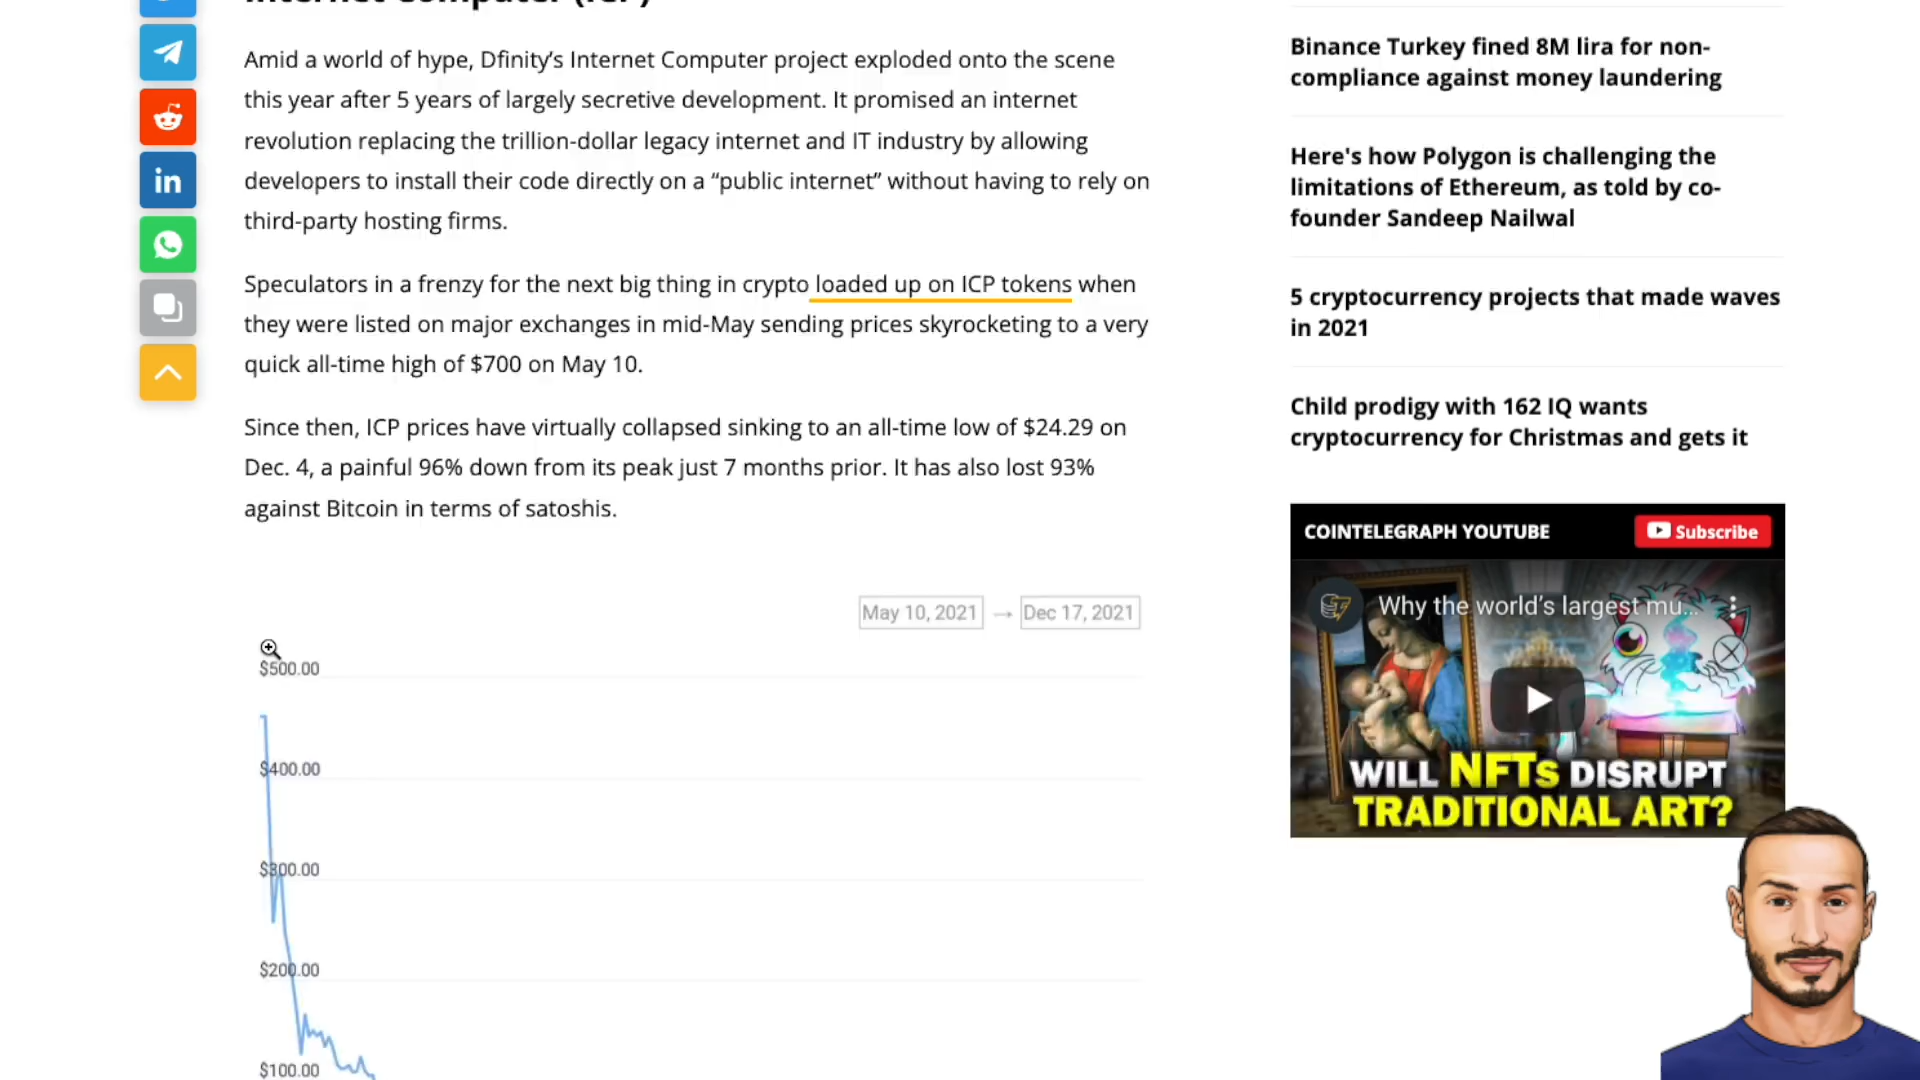 Internet Computer (ICP)
Amid a world of hype, Dfinity’s Internet Computer project exploded onto the scene
this year after 5 years of largely secretive development. It promised an internet
revolution replacing the trillion-dollar legacy internet and IT industry by allowing
developers to install their code directly on a “public internet” without having to rely on
third-party hosting firms.
Speculators in a frenzy for the next big thing in crypto loaded up on ICP tokens when
they were listed on major exchanges in mid-May sending prices skyrocketing to a very
quick all-time high of $700 on May 10.
Since then, ICP prices have virtually collapsed sinking to an all-time low of $24.29 on
Dec. 4, a painful 96% down from its peak just 7 months prior. It has also lost 93%
against Bitcoin in terms of satoshis.
May 10, 2021 → Dec 17, 2021
$500.00
$400.00
$300.00
$200.00
$100.00
in
Binance Turkey fined 8M lira for non-
compliance against money laundering
Here's how Polygon is challenging the
limitations of Ethereum, as told by co-
founder Sandeep Nailwal
5 cryptocurrency projects that made waves
in 2021
Child prodigy with 162 IQ wants
cryptocurrency for Christmas and gets it
COINTELEGRAPH YOUTUBE
Subscribe
Why the world’s largest mu...
WILL NFTs DISRUPT
TRADITIONAL ART?